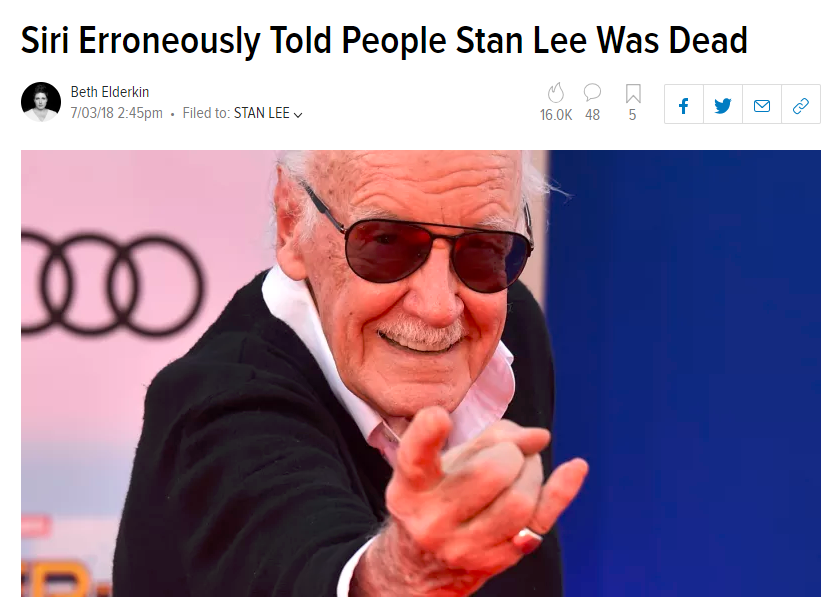 Siri Erroneously Told People Stan Lee Was Dead
Beth Elderkin
7/03/18 2:45pm • Filed to: STAN LEE
16.0K 48 5